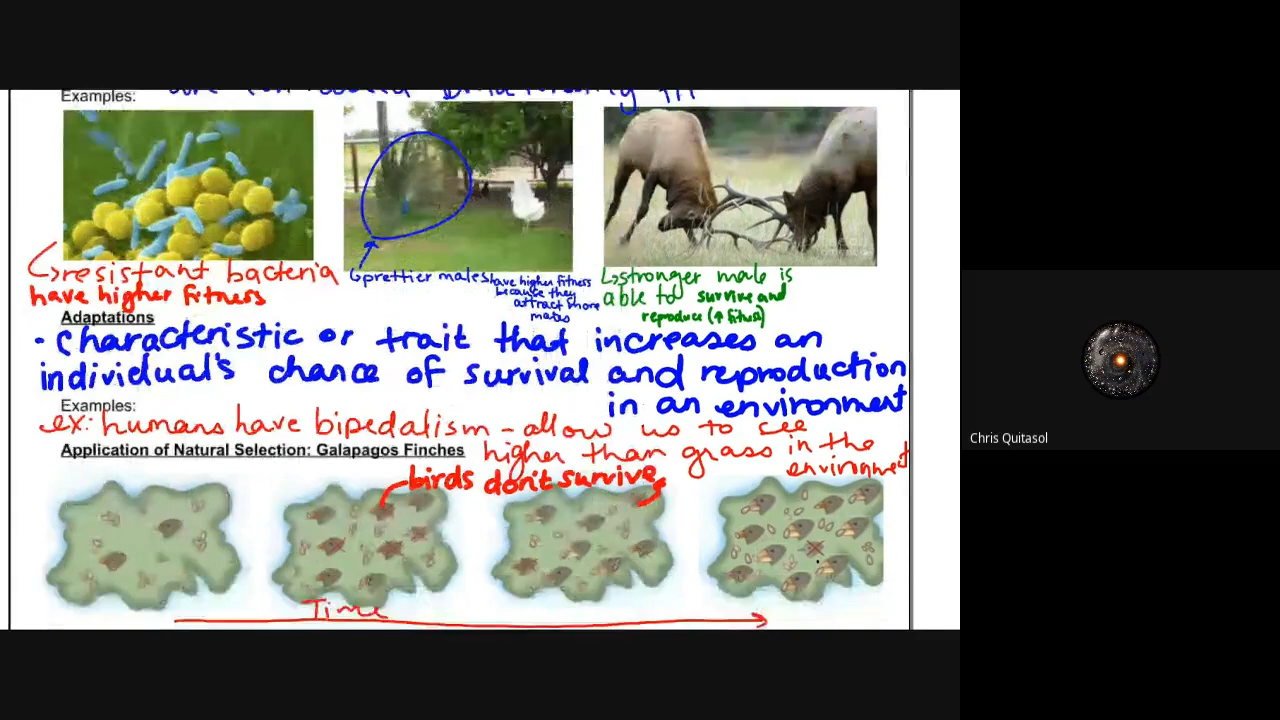 Examples:
resistant bacteria
have higher fitness
prettier males have higher fitness
because they
attract more
mates
stronger male is
able to survive and
reproduce (↑ fitness)
Adaptations
• Characteristic or trait that increases an
individual's chance of survival and reproduction
in an environment
Examples:
ex: humans have bipedalism - allow us to see
higher than grass in the
environment
Application of Natural Selection: Galapagos Finches
birds don't survive
Time
Chris Quitasol